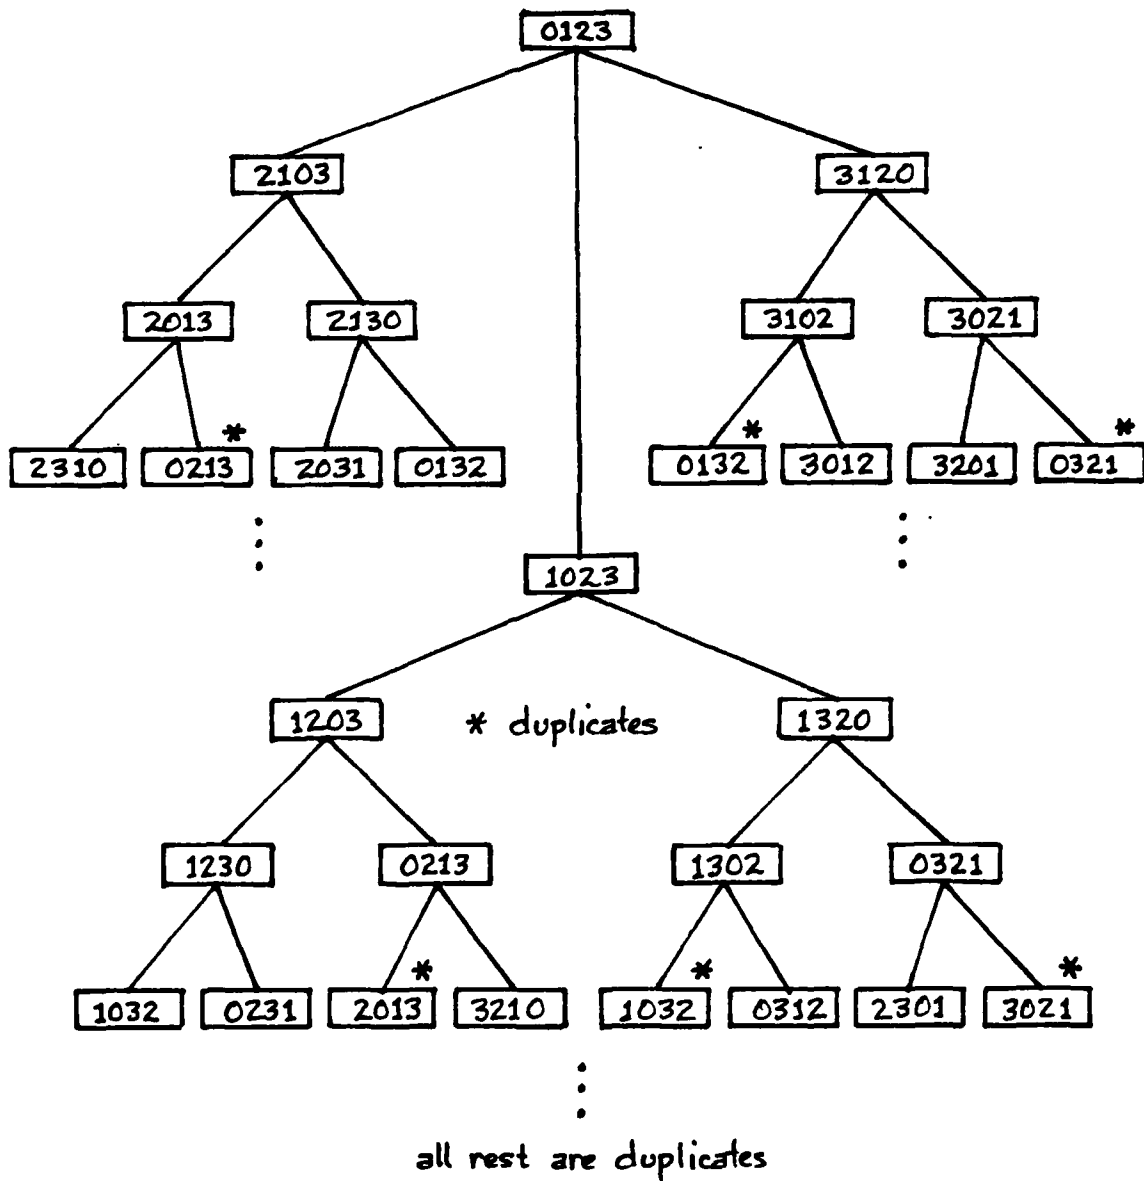 0123
2103 3120
2013 2130 3102 3021
* * *
2310 0213 2031 0132 0132 3012 3201 0321
1023
1203 * duplicates 1320
1230 0213 1302 0321
* * *
1032 0231 2013 3210 1032 0312 2301 3021
all rest are duplicates